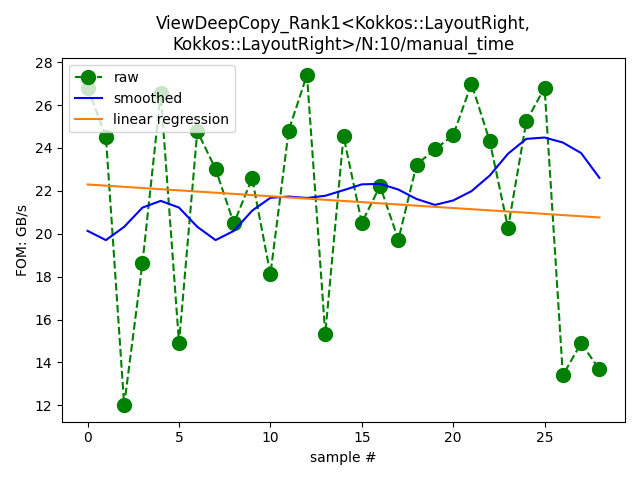 ViewDeepCopy_Rank1<Kokkos::LayoutRight,
Kokkos::LayoutRight>/N:10/manual_time
raw
smoothed
linear regression
FOM: GB/s
28
26
24
22
20
18
16
14
12
0
5
10
15
20
25
sample #